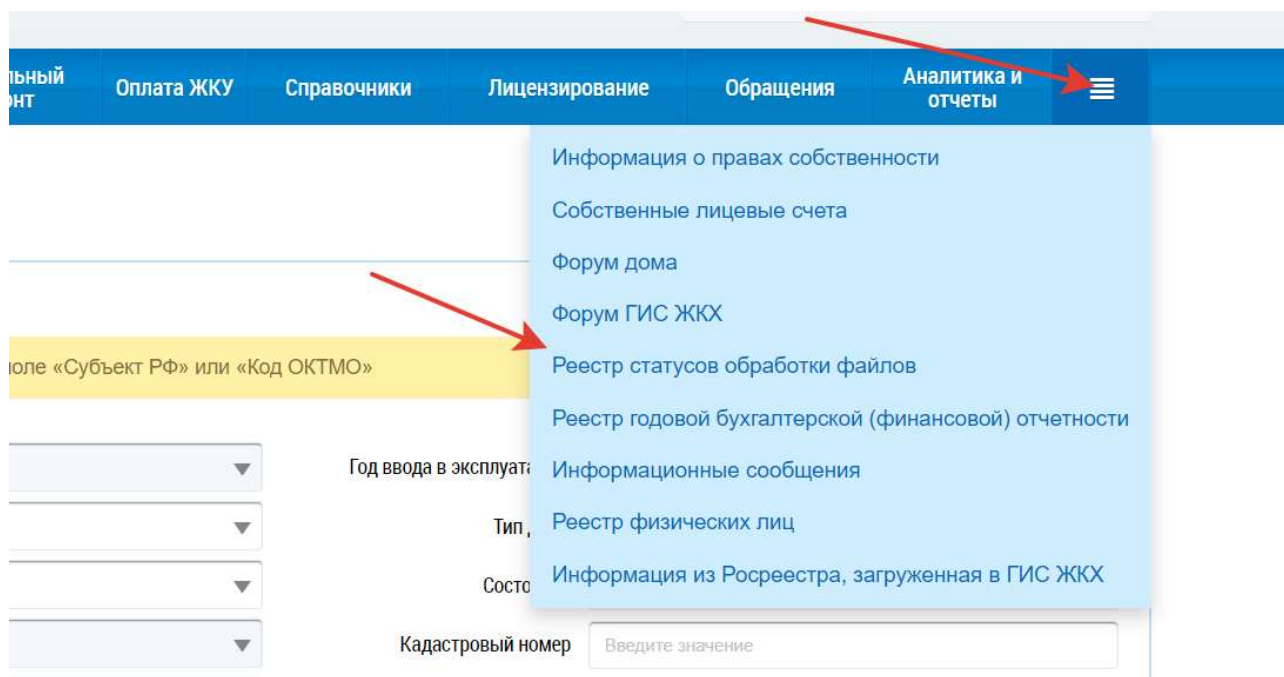 льный
онт
Оплата ЖКУ
Справочники
Лицензирование
Обращения
Аналитика и
отчеты
Информация о правах собственности
Собственные лицевые счета
Форум дома
Форум ГИС ЖКХ
поле «Субъект РФ» или «Код ОКТМО»
Реестр статусов обработки файлов
Реестр годовой бухгалтерской (финансовой) отчетности
Год ввода в эксплуата
Информационные сообщения
Тип
Реестр физических лиц
Состо
Информация из Росреестра, загруженная в ГИС ЖКХ
Кадастровый номер
Введите значение